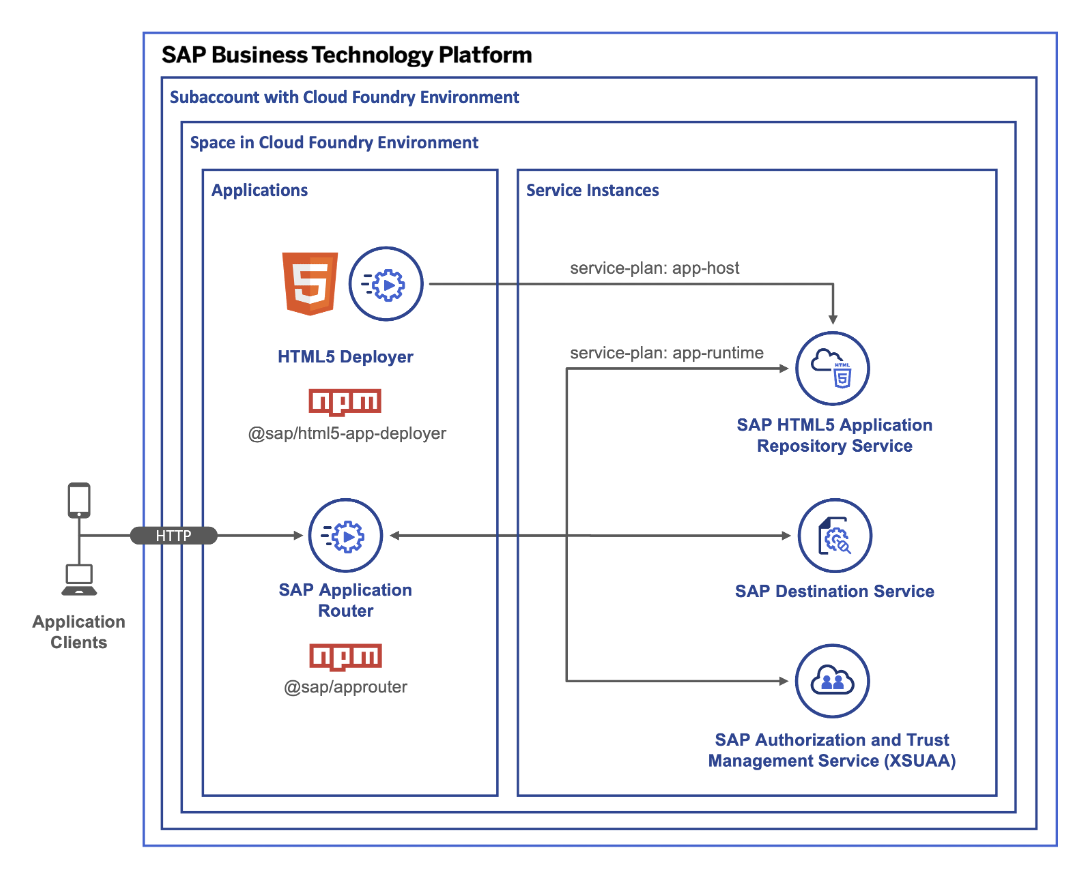 SAP Business Technology Platform
Subaccount with Cloud Foundry Environment
Space in Cloud Foundry Environment
Applications
5
HTML5 Deployer
npm
@sap/html5-app-deployer
HTTP
Application
Clients
SAP Application
Router
npm
@sap/approuter
Service Instances
service-plan: app-host
service-plan: app-runtime
HTML
5
SAP HTML5 Application
Repository Service
SAP Destination Service
SAP Authorization and Trust
Management Service (XSUAA)